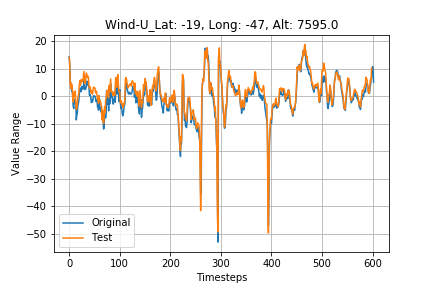 Wind-U_Lat: -19, Long: -47, Alt: 7595.0
Value Range
20
10
0
−10
−20
−30
−40
−50
Original
Test
0 100 200 300 400 500 600
Timesteps